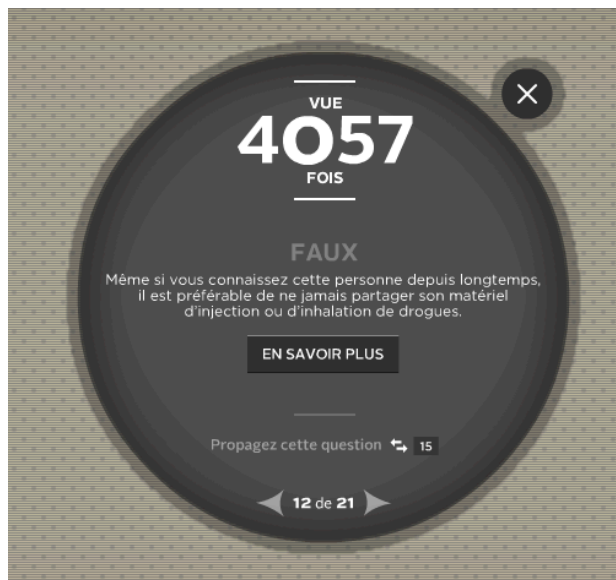 VUE
4057
FOIS
FAUX
Même si vous connaissez cette personne depuis longtemps,
il est préférable de ne jamais partager son matériel
d'injection ou d'inhalation de drogues.
EN SAVOIR PLUS
Propagez cette question 15
12 de 21